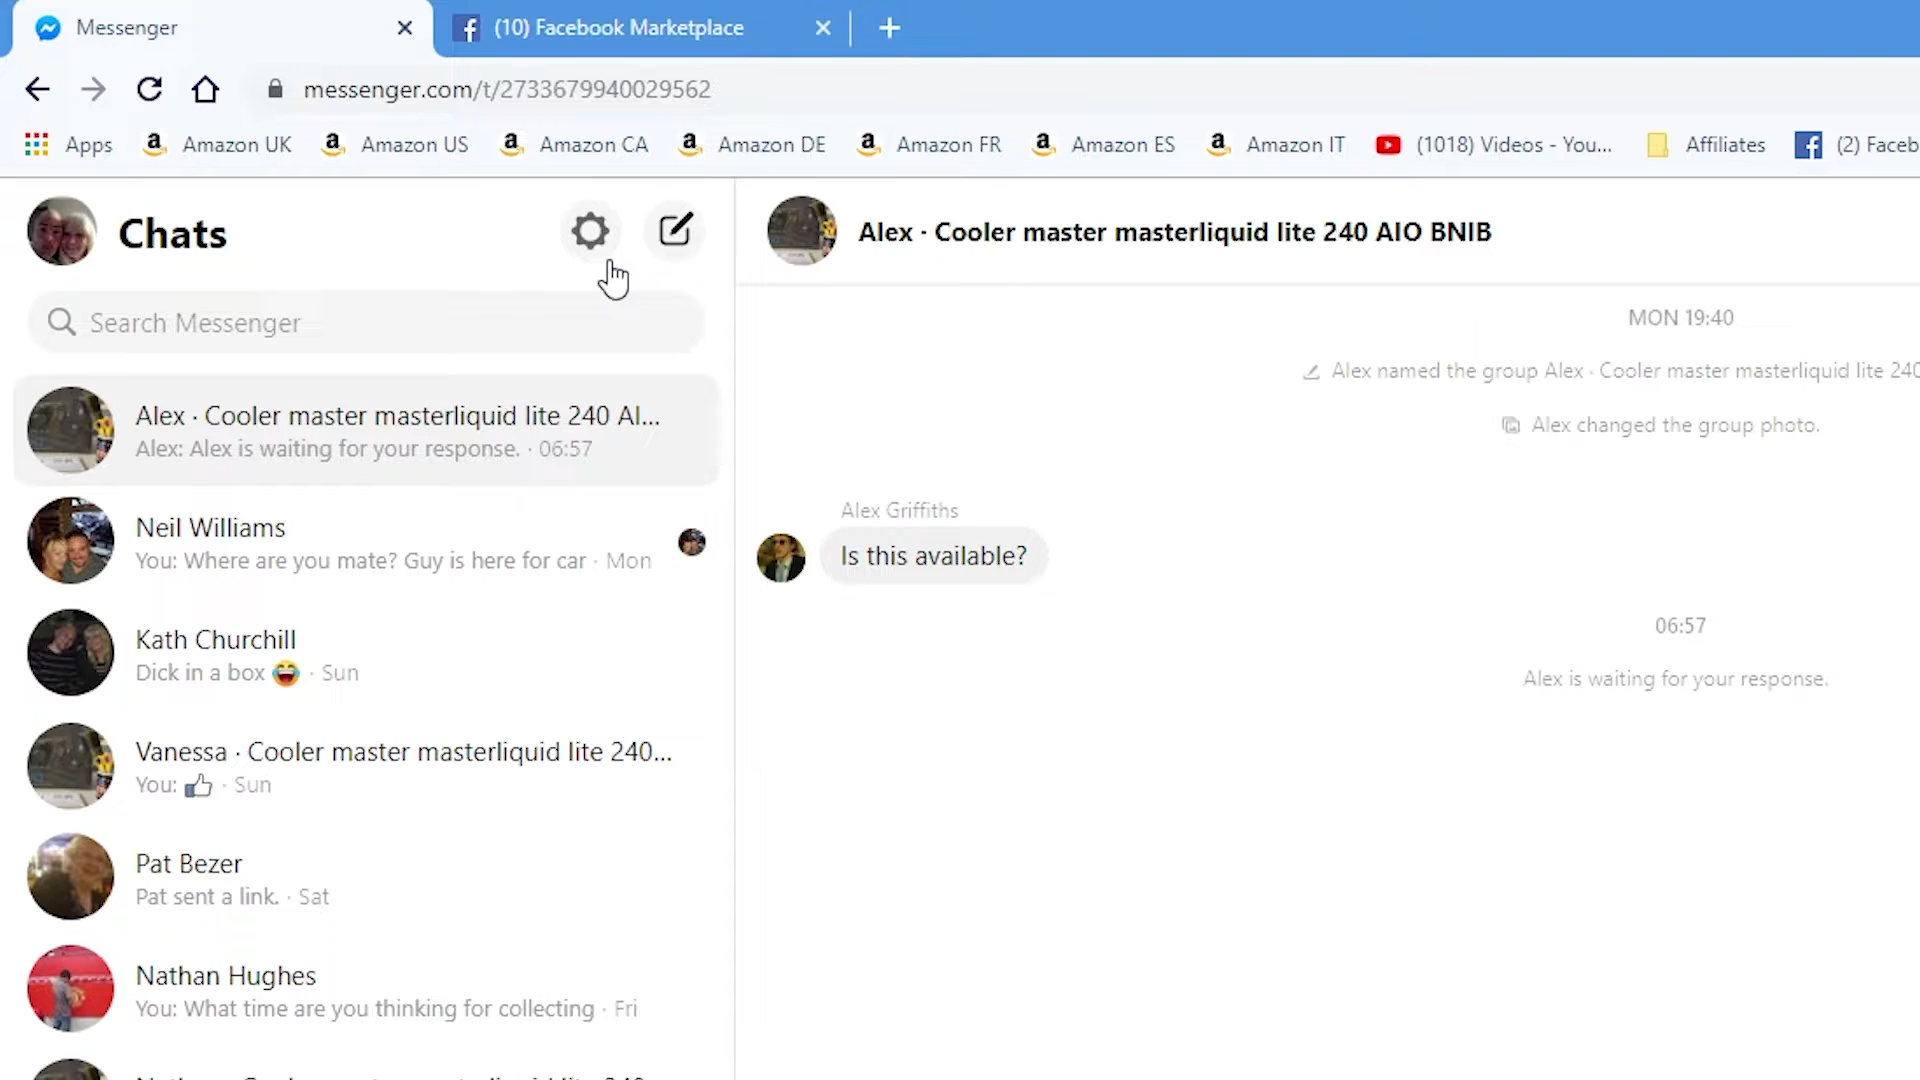 Messenger
(10) Facebook Marketplace
messenger.com/t/2733679940029562
Apps
Amazon UK
Amazon US
Amazon CA
Amazon DE
Amazon FR
Amazon ES
Amazon IT
(1018) Videos - You...
Affiliates
(2) Faceb
Chats
Search Messenger
Alex · Cooler master masterliquid lite 240 AI...
Alex: Alex is waiting for your response. · 06:57
Neil Williams
You: Where are you mate? Guy is here for car · Mon
Kath Churchill
Dick in a box 😂 · Sun
Vanessa · Cooler master masterliquid lite 240...
You: 👍 · Sun
Pat Bezer
Pat sent a link. · Sat
Nathan Hughes
You: What time are you thinking for collecting · Fri
Alex · Cooler master masterliquid lite 240 AIO BNIB
MON 19:40
Alex named the group Alex · Cooler master masterliquid lite 240
Alex changed the group photo.
Alex Griffiths
Is this available?
06:57
Alex is waiting for your response.